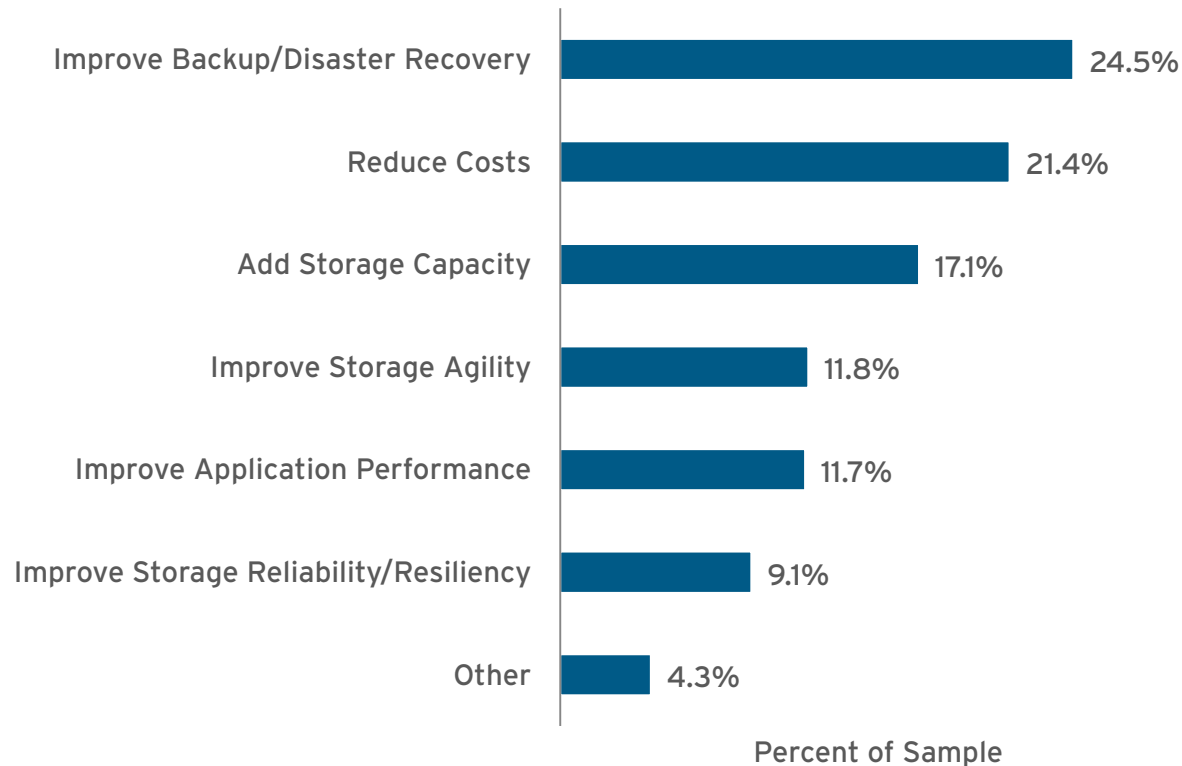 Improve Backup/Disaster Recovery 24.5%
Reduce Costs 21.4%
Add Storage Capacity 17.1%
Improve Storage Agility 11.8%
Improve Application Performance 11.7%
Improve Storage Reliability/Resiliency 9.1%
Other 4.3%
Percent of Sample